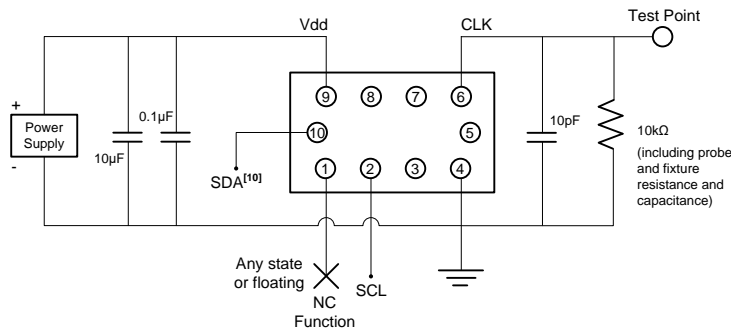 Test Point
Vdd
CLK
+
Power
Supply
-
10µF
0.1µF
9
8
7
6
10
5
1
2
3
4
SDA[10]
10pF
10kΩ
(including probe
and fixture
resistance and
capacitance)
Any state
or floating
NC
Function
SCL